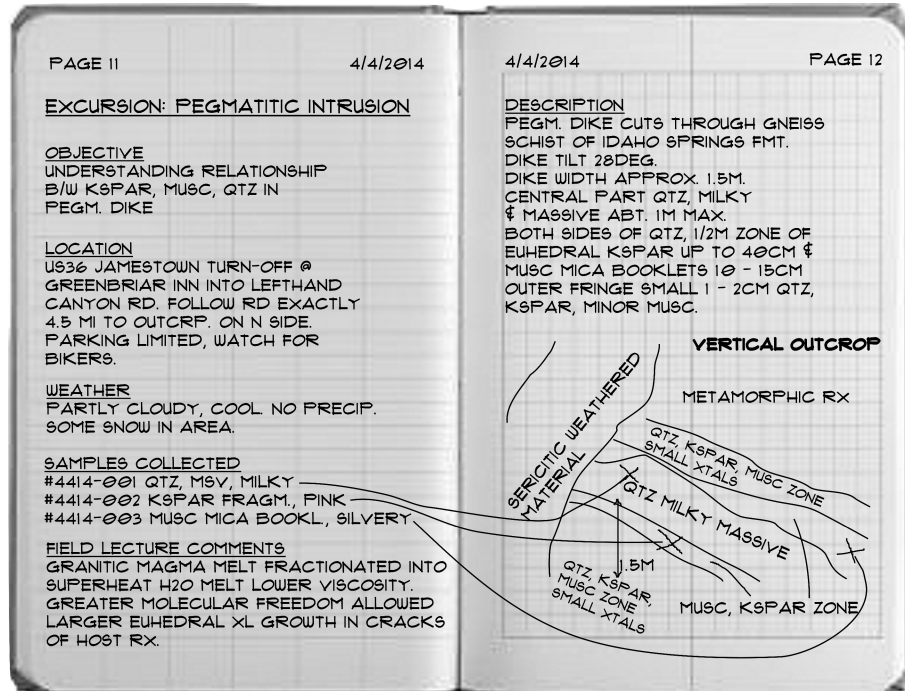 PAGE 11 4/4/2014
EXCURSION: PEGMATITIC INTRUSION
OBJECTIVE
UNDERSTANDING RELATIONSHIP
B/W KSPAR, MUSC, QTZ IN
PEGM. DIKE
LOCATION
US36 JAMESTOWN TURN-OFF @
GREENBRIAR INN INTO LEFTHAND
CANYON RD. FOLLOW RD EXACTLY
4.5 MI TO OUTCRP. ON N SIDE.
PARKING LIMITED, WATCH FOR
BIKERS.
WEATHER
PARTLY CLOUDY, COOL. NO PRECIP.
SOME SNOW IN AREA.
SAMPLES COLLECTED
#4414-001 QTZ, MSV, MILKY
#4414-002 KSPAR FRAGM., PINK
#4414-003 MUSC MICA BOOKL., SILVERY
FIELD LECTURE COMMENTS
GRANITIC MAGMA MELT FRACTIONATED INTO
SUPERHEAT H2O MELT LOWER VISCOSITY.
GREATER MOLECULAR FREEDOM ALLOWED
LARGER EUHEDRAL XL GROWTH IN CRACKS
OF HOST RX.
4/4/2014 PAGE 12
DESCRIPTION
PEGM. DIKE CUTS THROUGH GNEISS
SCHIST OF IDAHO SPRINGS FMT.
DIKE TILT 28DEG.
DIKE WIDTH APPROX. 1.5M.
CENTRAL PART QTZ, MILKY
& MASSIVE ABT. 1M MAX.
BOTH SIDES OF QTZ, 1/2M ZONE OF
EUHEDRAL KSPAR UP TO 40CM &
MUSC MICA BOOKLETS 10 - 15CM
OUTER FRINGE SMALL 1 - 2CM QTZ,
KSPAR, MINOR MUSC.
VERTICAL OUTCROP
METAMORPHIC RX
SERICITIC WEATHERED
MATERIAL
QTZ, KSPAR, MUSC ZONE
SMALL XTALS
QTZ MILKY MASSIVE
1.5M
QTZ, KSPAR,
MUSC ZONE
SMALL XTALS
MUSC, KSPAR ZONE